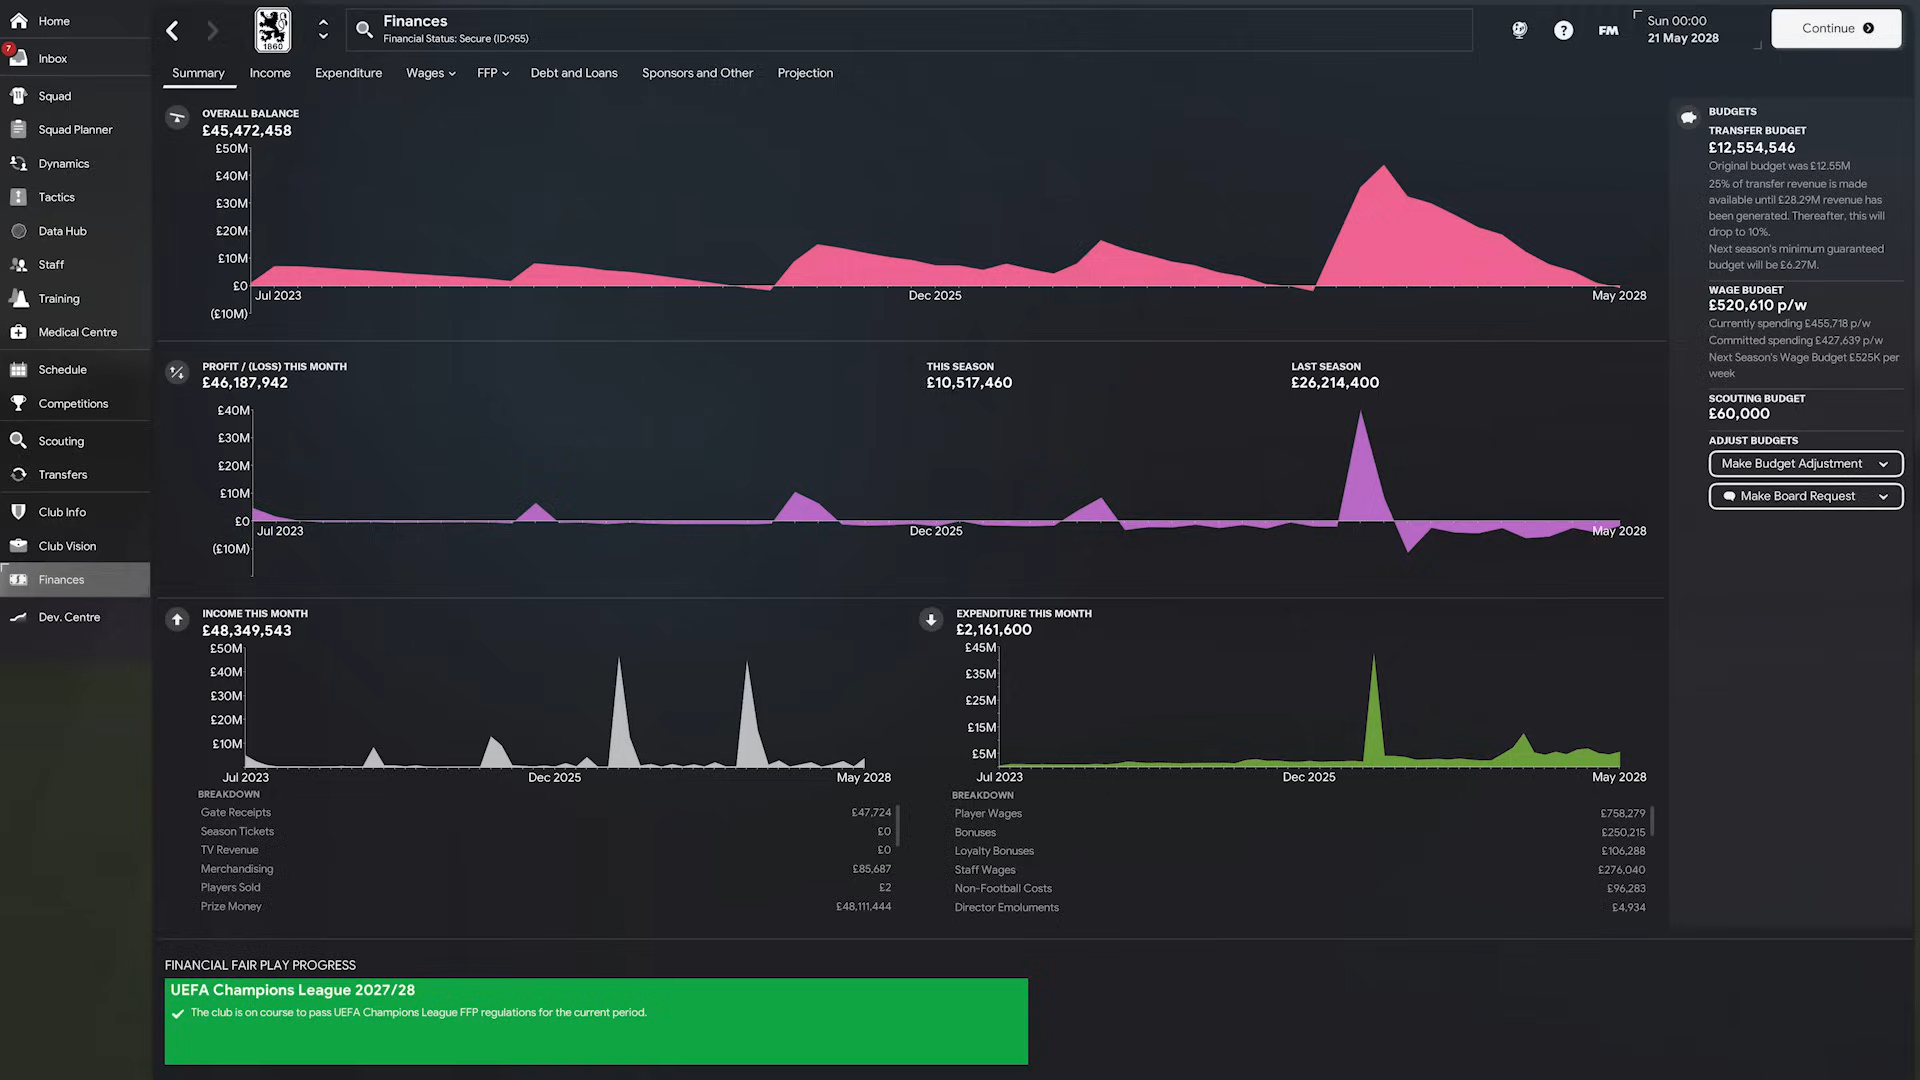 Home
7
Inbox
Squad
Squad Planner
Dynamics
Tactics
Data Hub
Staff
Training
Medical Centre
Schedule
Competitions
Scouting
Transfers
Club Info
Club Vision
Finances
Dev. Centre
1860
Finances
Financial Status: Secure (ID:955)
?
FM
Sun 00:00
21 May 2028
Continue
Summary
Income
Expenditure
Wages
FFP
Debt and Loans
Sponsors and Other
Projection
OVERALL BALANCE
£45,472,458
£50M
£40M
£30M
£20M
£10M
£0
(£10M)
Jul 2023
Dec 2025
May 2028
PROFIT / (LOSS) THIS MONTH
£46,187,942
THIS SEASON
£10,517,460
LAST SEASON
£26,214,400
£40M
£30M
£20M
£10M
£0
(£10M)
Jul 2023
Dec 2025
May 2028
INCOME THIS MONTH
£48,349,543
£50M
£40M
£30M
£20M
£10M
Jul 2023
Dec 2025
May 2028
BREAKDOWN
Gate Receipts £47,724
Season Tickets £0
TV Revenue £0
Merchandising £85,687
Players Sold £2
Prize Money £48,111,444
EXPENDITURE THIS MONTH
£2,161,600
£45M
£35M
£25M
£15M
£5M
Jul 2023
Dec 2025
May 2028
BREAKDOWN
Player Wages £758,279
Bonuses £250,215
Loyalty Bonuses £106,288
Staff Wages £276,040
Non-Football Costs £96,283
Director Emoluments £4,934
BUDGETS
TRANSFER BUDGET
£12,554,546
Original budget was £12.55M
25% of transfer revenue is made
available until £28.29M revenue has
been generated. Thereafter, this will
drop to 10%.
Next season's minimum guaranteed
budget will be £6.27M.
WAGE BUDGET
£520,610 p/w
Currently spending £455,718 p/w
Committed spending £427,639 p/w
Next Season's Wage Budget £525K per
week
SCOUTING BUDGET
£60,000
ADJUST BUDGETS
Make Budget Adjustment
Make Board Request
FINANCIAL FAIR PLAY PROGRESS
UEFA Champions League 2027/28
The club is on course to pass UEFA Champions League FFP regulations for the current period.